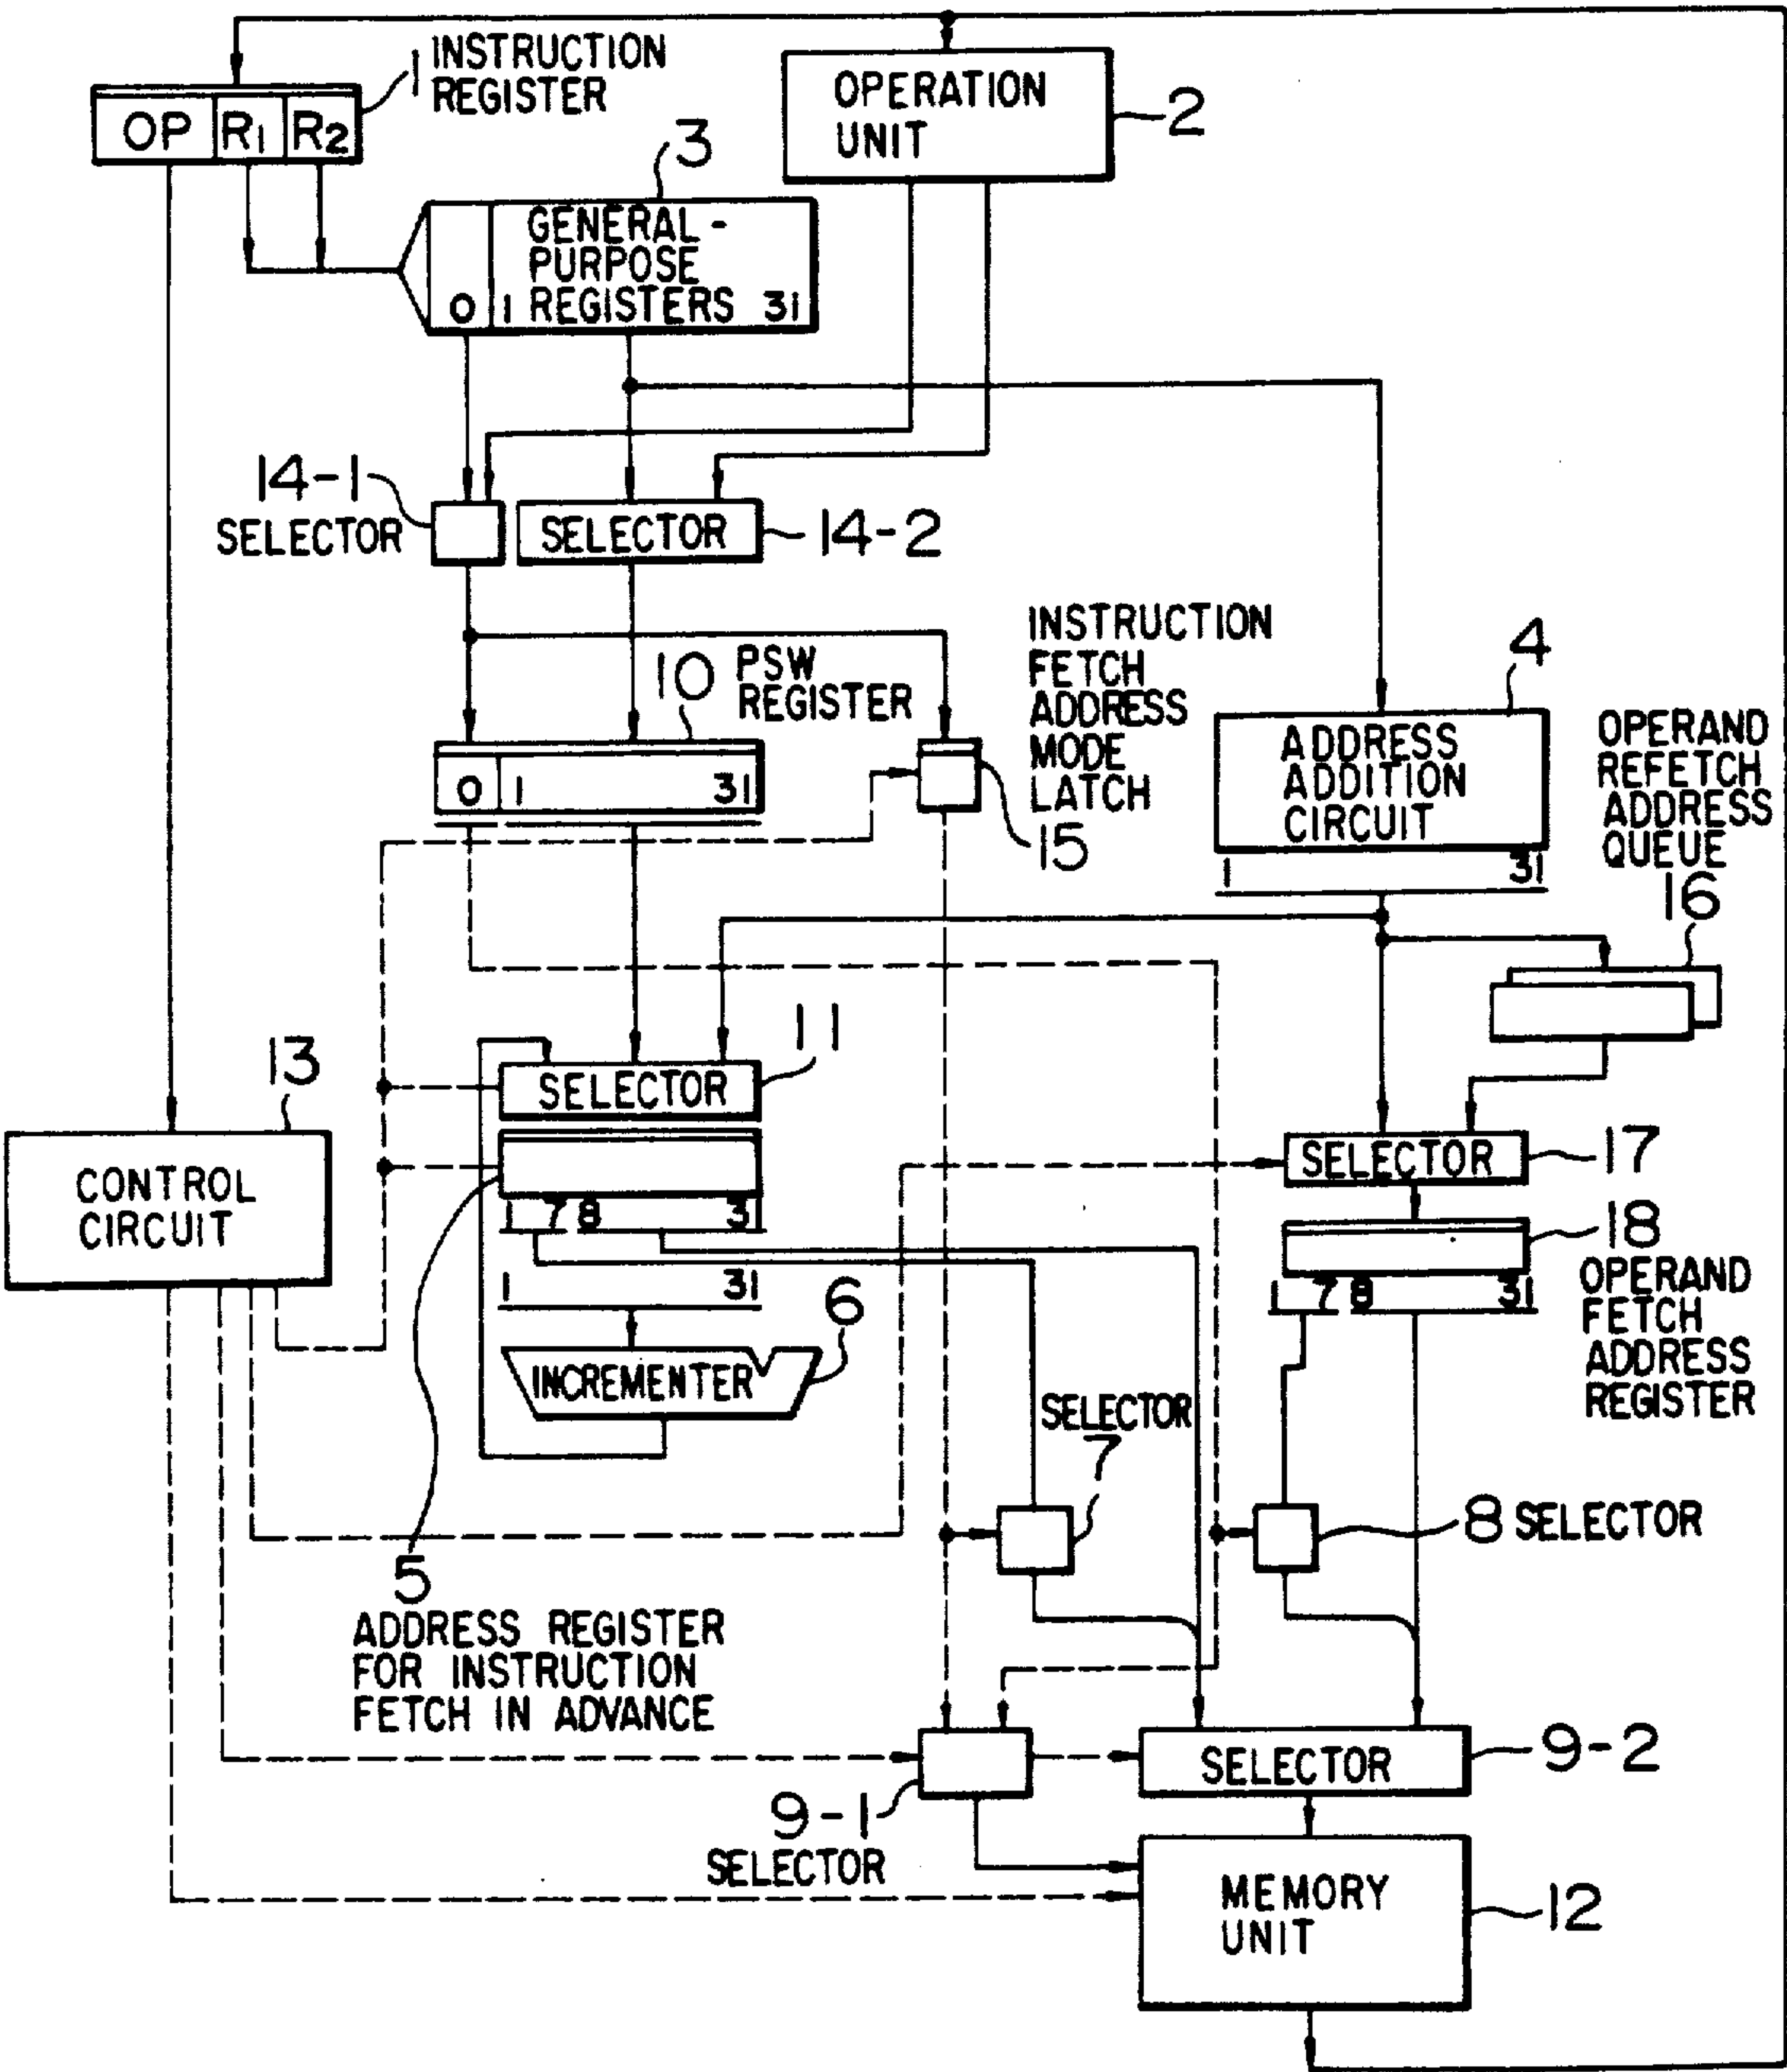 1 INSTRUCTION
REGISTER
OP R1 R2
OPERATION
UNIT
2
3
GENERAL-
PURPOSE
REGISTERS
0 1 31
14-1
SELECTOR
SELECTOR
14-2
10 PSW
REGISTER
0 1 31
INSTRUCTION
FETCH
ADDRESS
MODE
LATCH
15
4
ADDRESS
ADDITION
CIRCUIT
1 31
OPERAND
REFETCH
ADDRESS
QUEUE
16
11
SELECTOR
13
CONTROL
CIRCUIT
SELECTOR
17
1 7 8 31
1 31
6
INCREMENTER
18
OPERAND
FETCH
ADDRESS
REGISTER
1 7 8 31
SELECTOR
7
8 SELECTOR
5
ADDRESS REGISTER
FOR INSTRUCTION
FETCH IN ADVANCE
9-1
SELECTOR
SELECTOR
9-2
MEMORY
UNIT
12